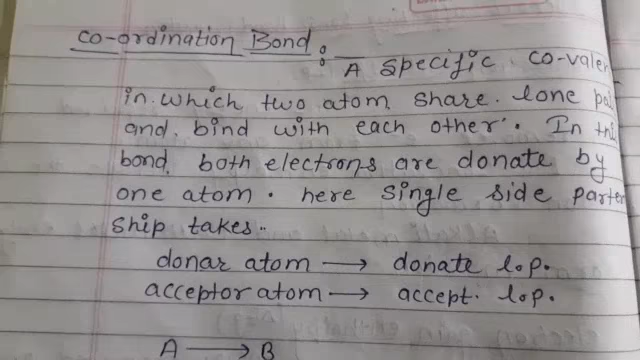 co-ordination Bond :
A specific co-valen
in which two atom share lone pai
and bind with each other. In thi
bond, both electrons are donate by
one atom. here single side parten
ship takes..
donar atom → donate l.p.
acceptor atom → accept. l.p.
A → B